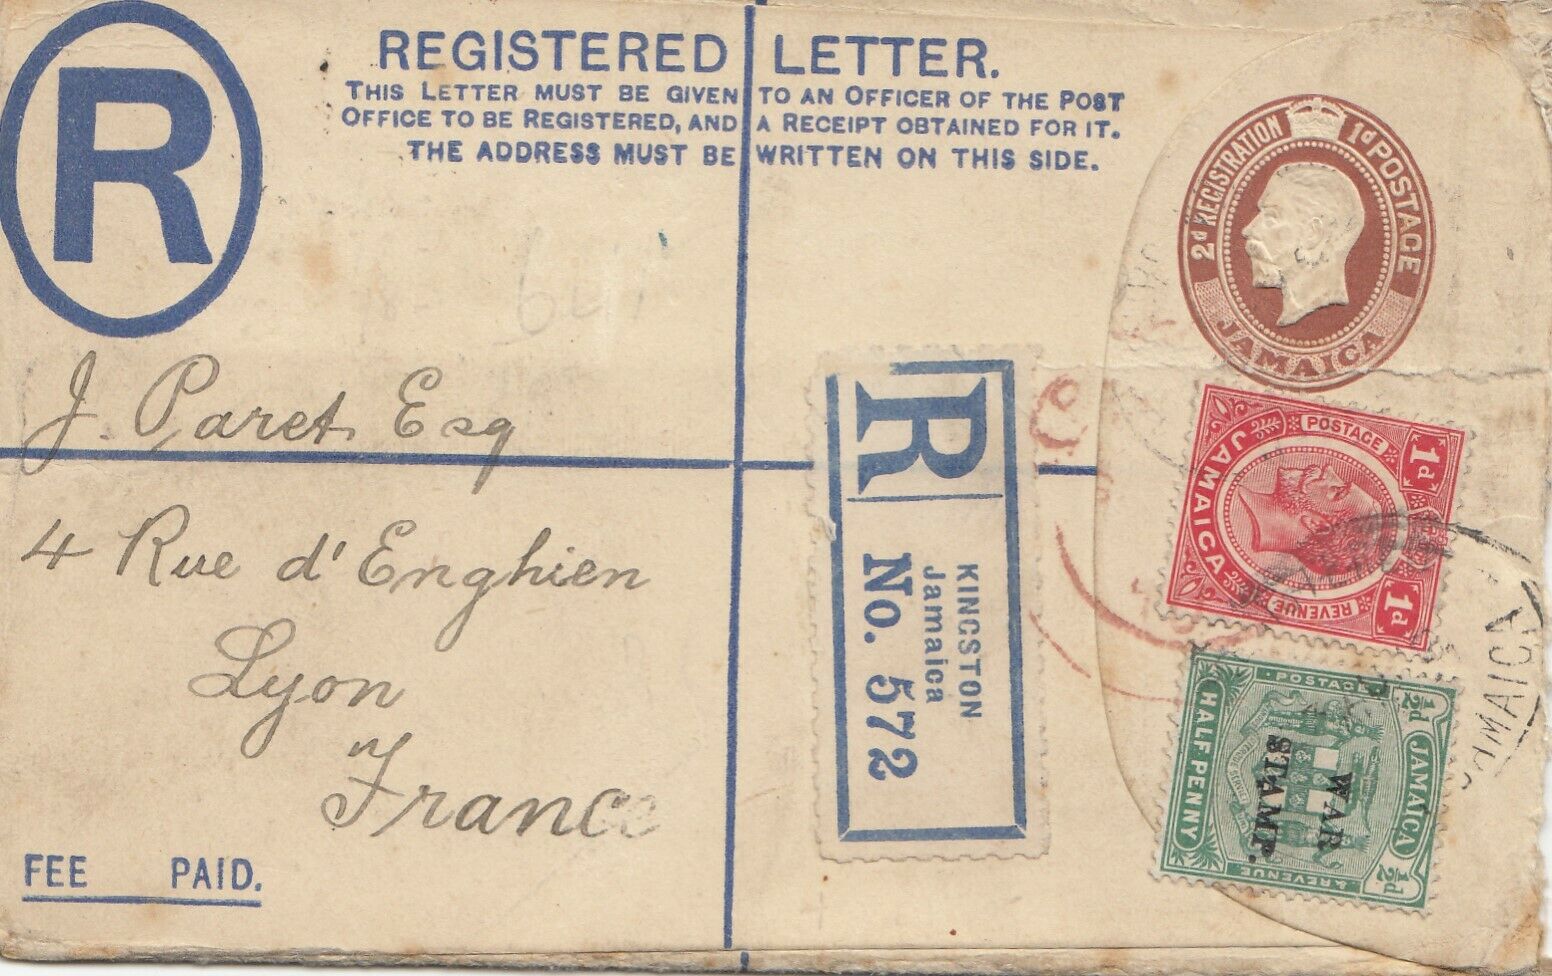 R
REGISTERED LETTER.
THIS LETTER MUST BE GIVEN TO AN OFFICER OF THE POST
OFFICE TO BE REGISTERED, AND A RECEIPT OBTAINED FOR IT.
THE ADDRESS MUST BE WRITTEN ON THIS SIDE.
2d REGISTRATION 1d POSTAGE
JAMAICA
J. Paret Esq
4 Rue d'Enghien
Lyon
France
FEE PAID.
R
KINGSTON
Jamaica
No. 572
JAMAICA
POSTAGE
1d
REVENUE
1d
JAMAICA
½d
JAMAICA
½d
POSTAGE
& REVENUE
HALF PENNY
WAR
STAMP.